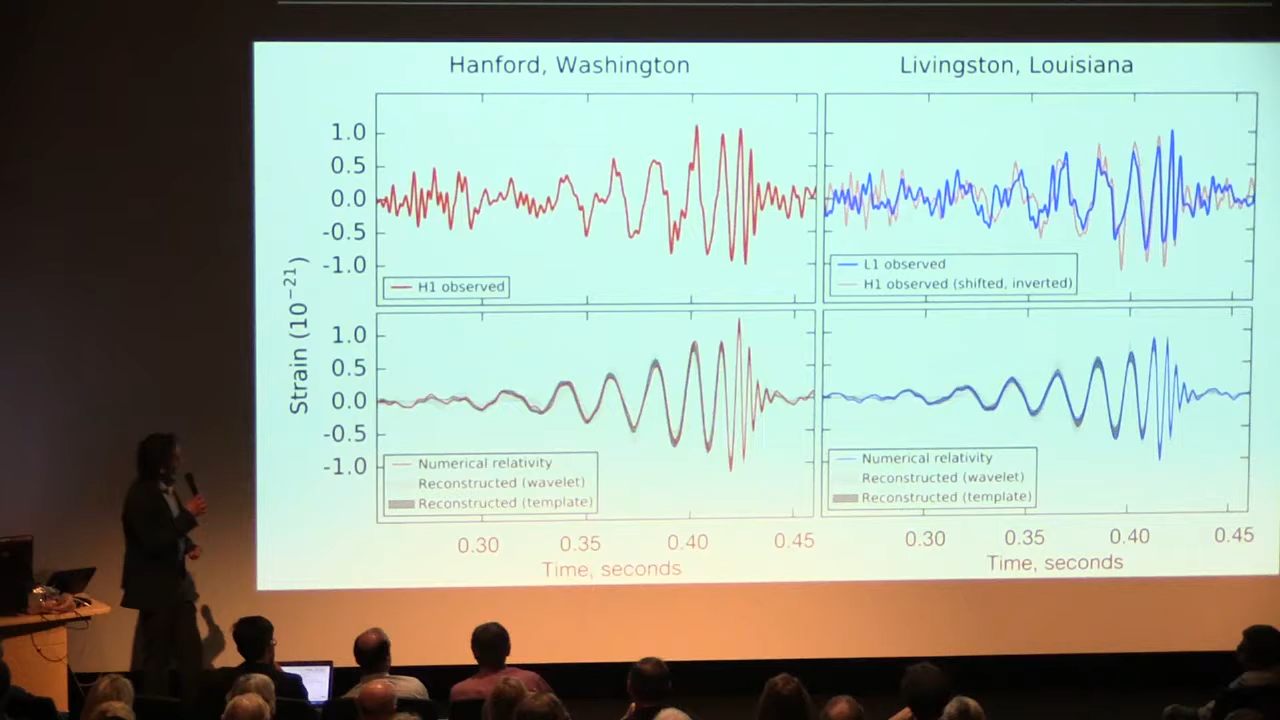 Hanford, Washington
Livingston, Louisiana
Strain (10⁻²¹)
1.0
0.5
0.0
-0.5
-1.0
H1 observed
L1 observed
H1 observed (shifted, inverted)
1.0
0.5
0.0
-0.5
-1.0
Numerical relativity
Reconstructed (wavelet)
Reconstructed (template)
Numerical relativity
Reconstructed (wavelet)
Reconstructed (template)
0.30 0.35 0.40 0.45
0.30 0.35 0.40 0.45
Time, seconds
Time, seconds